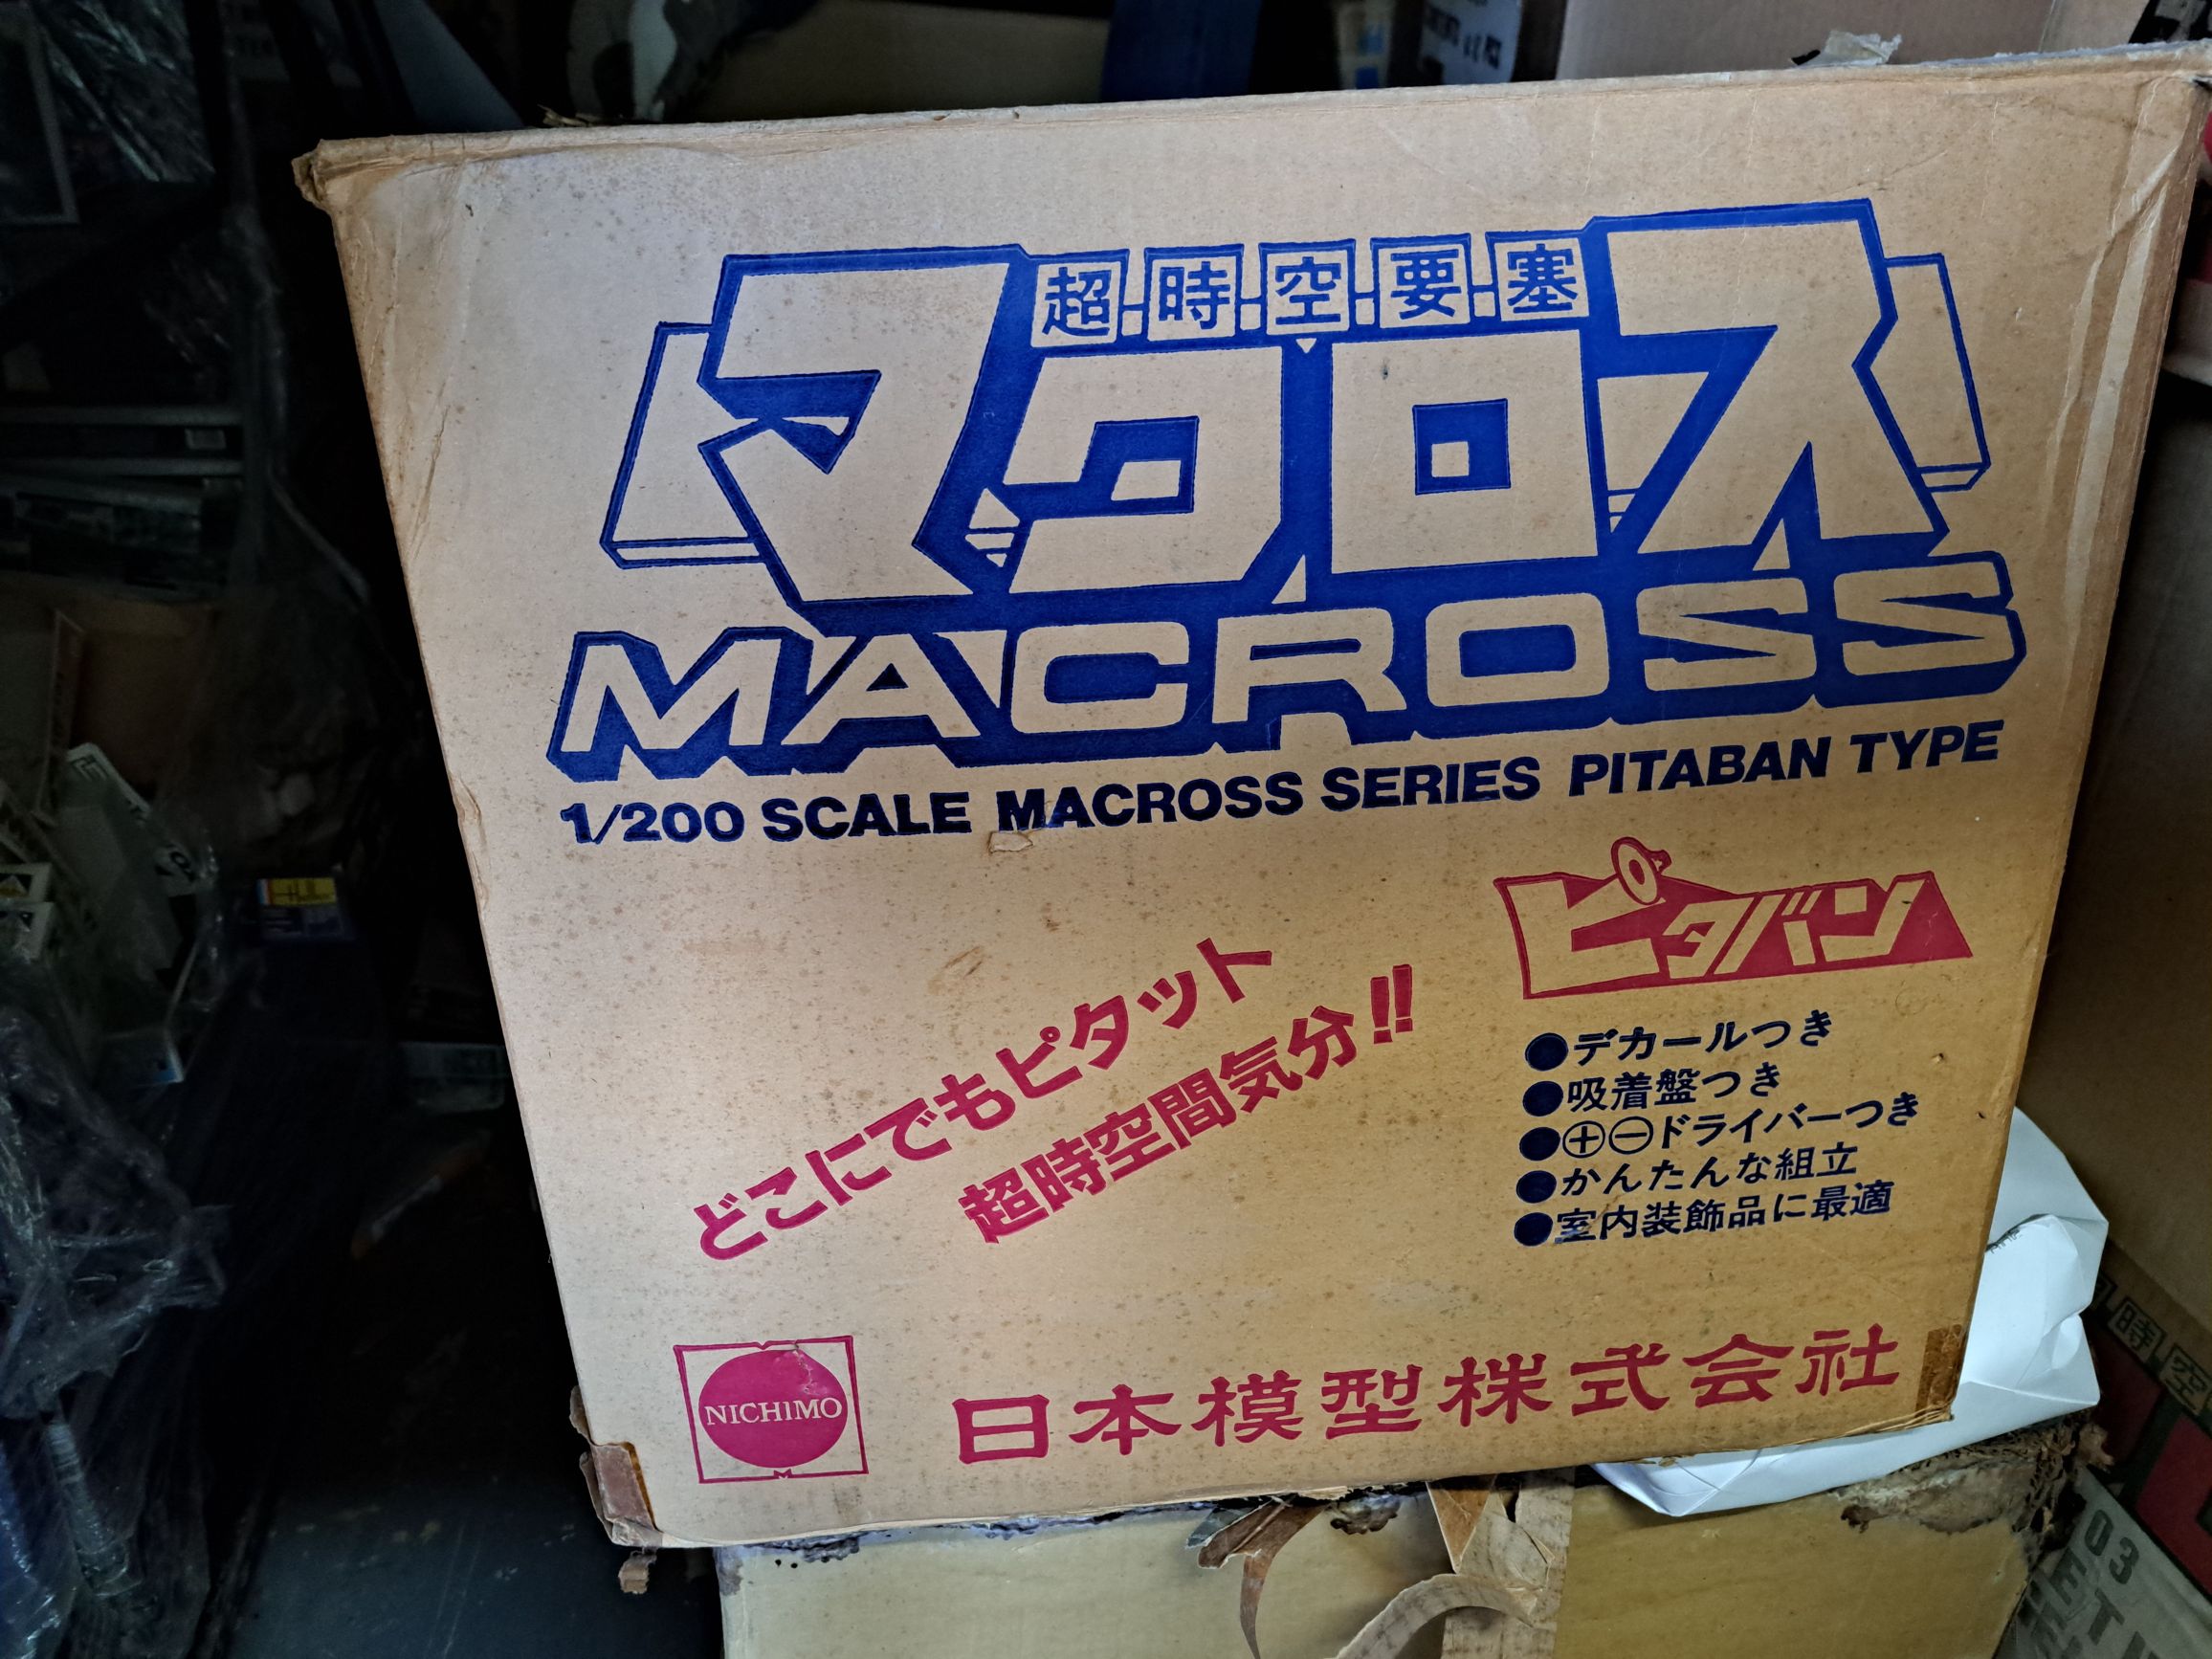 超時空要塞
マクロス
MACROSS
1/200 SCALE MACROSS SERIES PITABAN TYPE
ピタバン
どこにでもピタット
超時空間気分!!
●デカールつき
●吸着盤つき
●⊕⊖ドライバーつき
●かんたんな組立
●室内装飾品に最適
NICHIMO
日本模型株式会社
時空
03